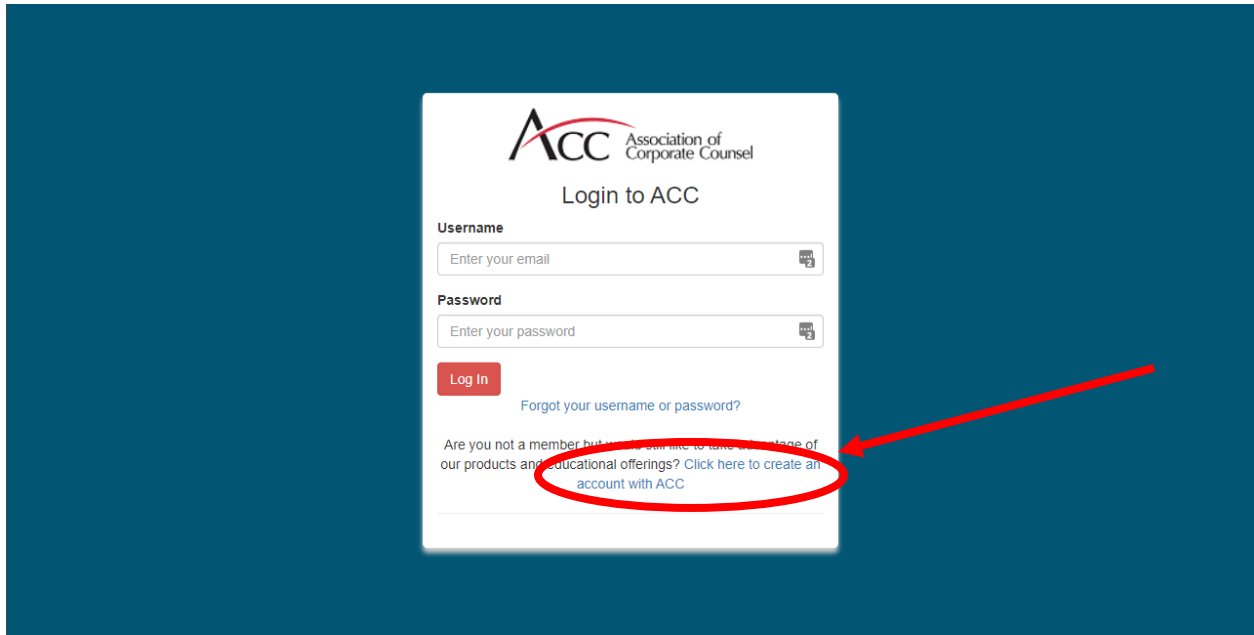 ACC Association of
Corporate Counsel
Login to ACC
Username
Enter your email
Password
Enter your password
Log In
Forgot your username or password?
Are you not a member but would still like to take advantage of
our products and educational offerings? Click here to create an
account with ACC